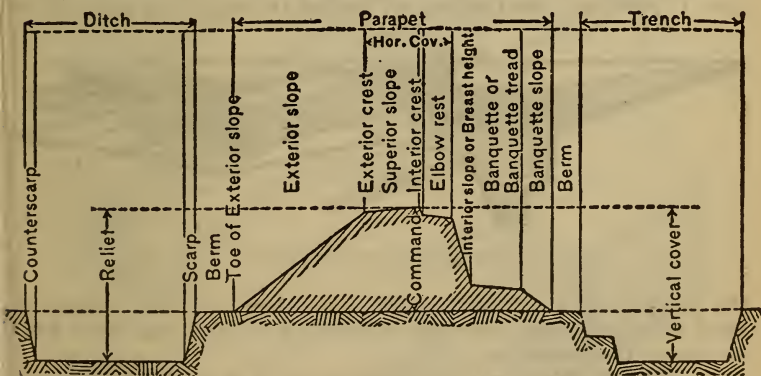 Ditch
Parapet
Trench
Hor. Cov.
Counterscarp
Relief
Scarp
Berm
Toe of Exterior slope
Exterior slope
Exterior crest
Superior slope
Interior crest
Command
Elbow rest
Interior slope or Breast height
Banquette or
Banquette tread
Banquette slope
Berm
Vertical cover